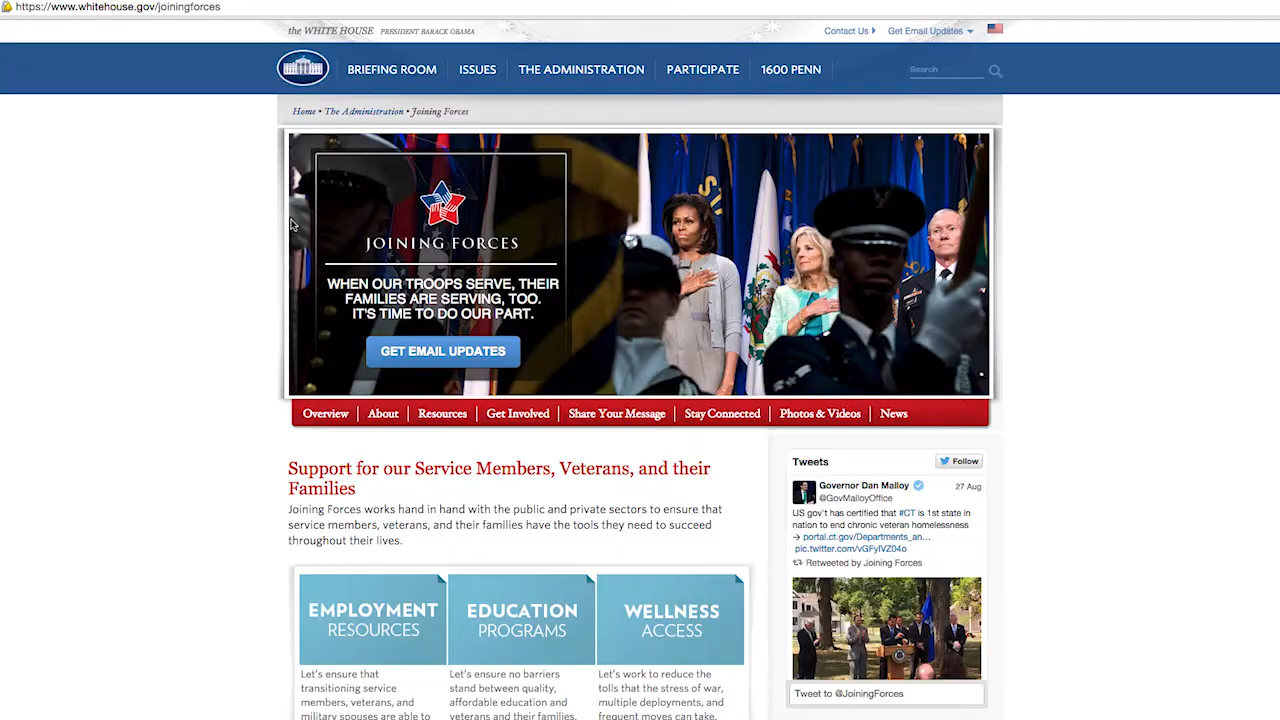 https://www.whitehouse.gov/joiningforces
the WHITE HOUSE PRESIDENT BARACK OBAMA
Contact Us
Get Email Updates
BRIEFING ROOM
ISSUES
THE ADMINISTRATION
PARTICIPATE
1600 PENN
Search
Home • The Administration • Joining Forces
JOINING FORCES
WHEN OUR TROOPS SERVE, THEIR
FAMILIES ARE SERVING, TOO.
IT'S TIME TO DO OUR PART.
GET EMAIL UPDATES
Overview
About
Resources
Get Involved
Share Your Message
Stay Connected
Photos & Videos
News
Support for our Service Members, Veterans, and their
Families
Joining Forces works hand in hand with the public and private sectors to ensure that
service members, veterans, and their families have the tools they need to succeed
throughout their lives.
EMPLOYMENT
RESOURCES
Let's ensure that
transitioning service
members, veterans, and
military spouses are able to
EDUCATION
PROGRAMS
Let's ensure no barriers
stand between quality,
affordable education and
veterans and their families.
WELLNESS
ACCESS
Let's work to reduce the
tolls that the stress of war,
multiple deployments, and
frequent moves can take.
Tweets
Follow
Governor Dan Malloy
27 Aug
@GovMalloyOffice
US gov't has certified that #CT is 1st state in
nation to end chronic veteran homelessness
→ portal.ct.gov/Departments_an…
pic.twitter.com/vGFyIVZ04o
Retweeted by Joining Forces
Tweet to @JoiningForces